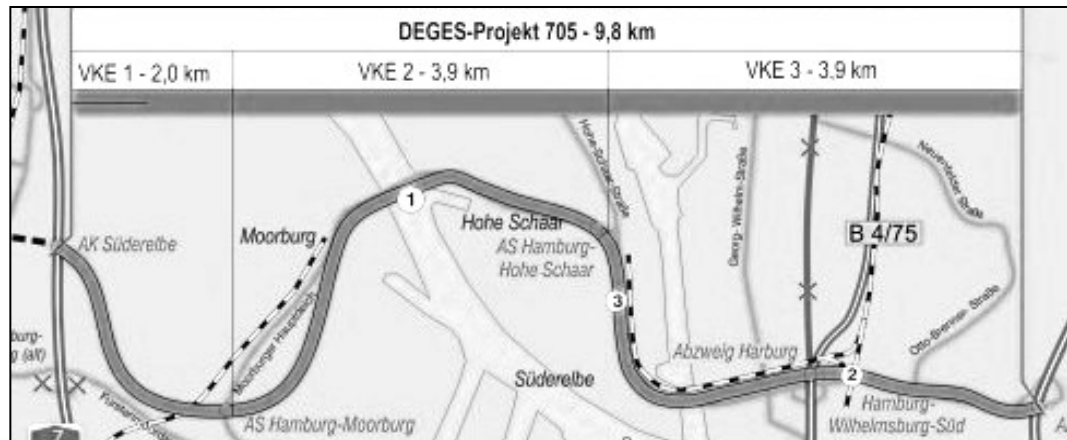 DEGES-Projekt 705 - 9,8 km
VKE 1 - 2,0 km
VKE 2 - 3,9 km
VKE 3 - 3,9 km
Hohe-Schaar-Straße
Neuenfelder Straße
1
Georg-Wilhelm-Straße
Hohe Schaar
Moorburg
B 4/75
AK Süderelbe
AS Hamburg-
Hohe Schaar
3
Moorburger Hauptdeich
Otto-Brenner-Straße
burg-
g (alt)
Abzweig Harburg
Süderelbe
2
Hamburg-
Wilhelmsburg-Süd
AS Hamburg-Moorburg
7